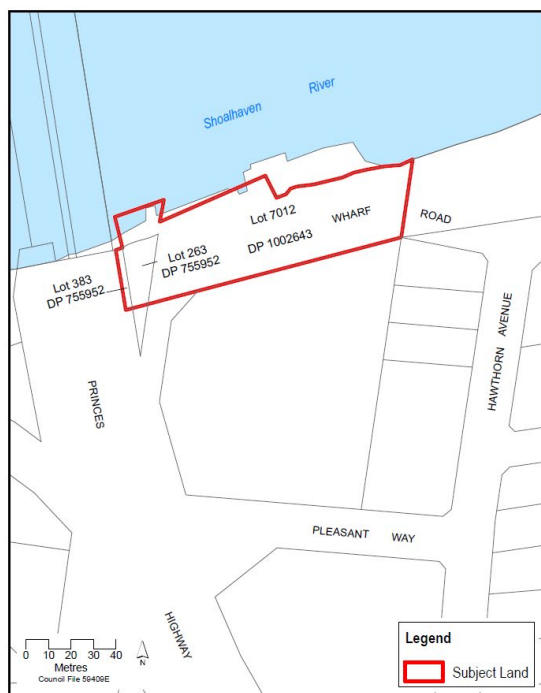 Shoalhaven River
Lot 7012
DP 1002643
WHARF ROAD
Lot 263
DP 755952
Lot 383
DP 755952
PRINCES
HIGHWAY
HAWTHORN AVENUE
PLEASANT WAY
0 10 20 30 40
Metres
Council File 59409E
N
Legend
Subject Land